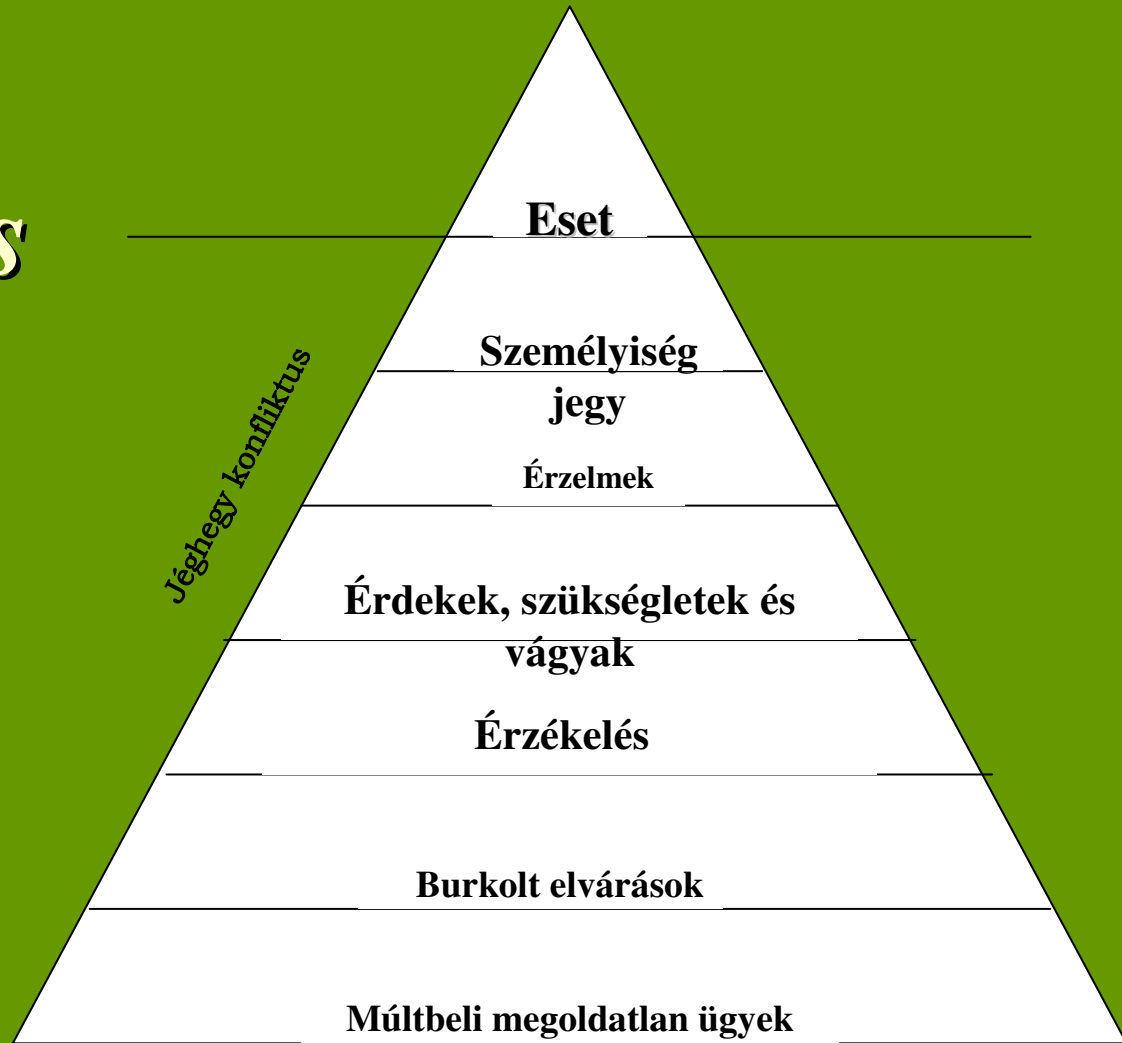 Eset
s
Személyiség
jegy
Jéghegy konfliktus
Érzelmek
Érdekek, szükségletek és
vágyak
Érzékelés
Burkolt elvárások
Múltbeli megoldatlan ügyek